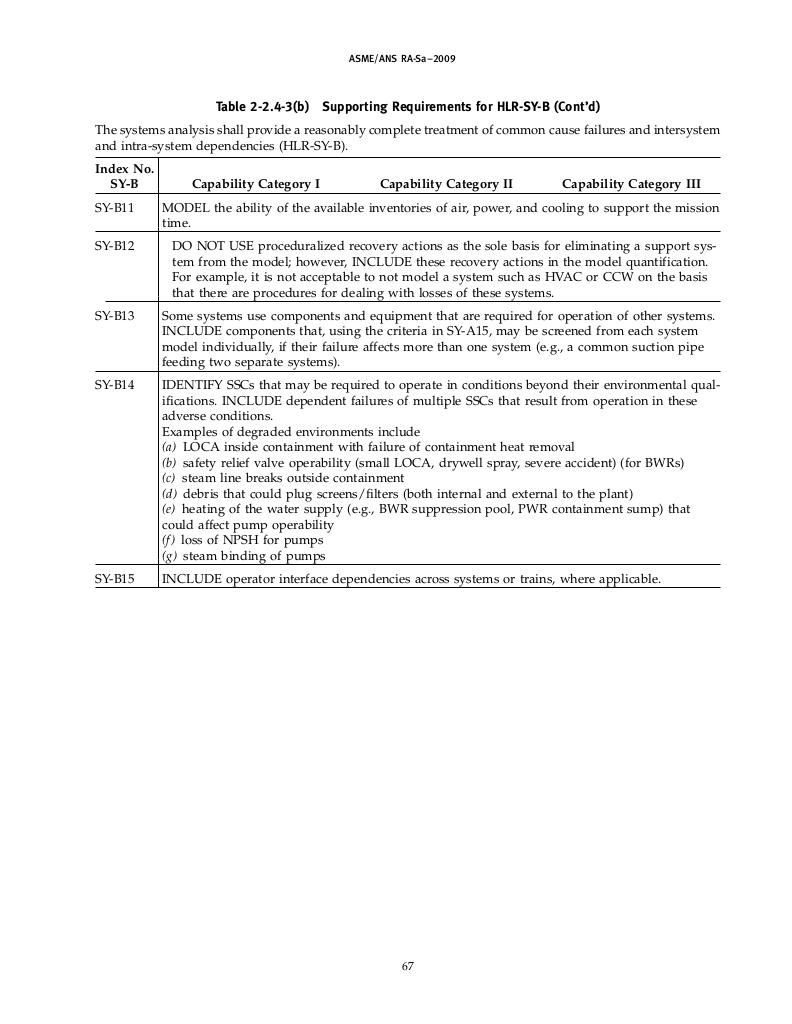 ASME/ANS RA-Sa–2009
Table 2-2.4-3(b) Supporting Requirements for HLR-SY-B (Cont'd)
The systems analysis shall provide a reasonably complete treatment of common cause failures and intersystem
and intra-system dependencies (HLR-SY-B).
Index No.
SY-B Capability Category I Capability Category II Capability Category III
SY-B11 MODEL the ability of the available inventories of air, power, and cooling to support the mission
time.
SY-B12 DO NOT USE proceduralized recovery actions as the sole basis for eliminating a support sys-
tem from the model; however, INCLUDE these recovery actions in the model quantification.
For example, it is not acceptable to not model a system such as HVAC or CCW on the basis
that there are procedures for dealing with losses of these systems.
SY-B13 Some systems use components and equipment that are required for operation of other systems.
INCLUDE components that, using the criteria in SY-A15, may be screened from each system
model individually, if their failure affects more than one system (e.g., a common suction pipe
feeding two separate systems).
SY-B14 IDENTIFY SSCs that may be required to operate in conditions beyond their environmental qual-
ifications. INCLUDE dependent failures of multiple SSCs that result from operation in these
adverse conditions.
Examples of degraded environments include
(a) LOCA inside containment with failure of containment heat removal
(b) safety relief valve operability (small LOCA, drywell spray, severe accident) (for BWRs)
(c) steam line breaks outside containment
(d) debris that could plug screens/filters (both internal and external to the plant)
(e) heating of the water supply (e.g., BWR suppression pool, PWR containment sump) that
could affect pump operability
(f) loss of NPSH for pumps
(g) steam binding of pumps
SY-B15 INCLUDE operator interface dependencies across systems or trains, where applicable.
67